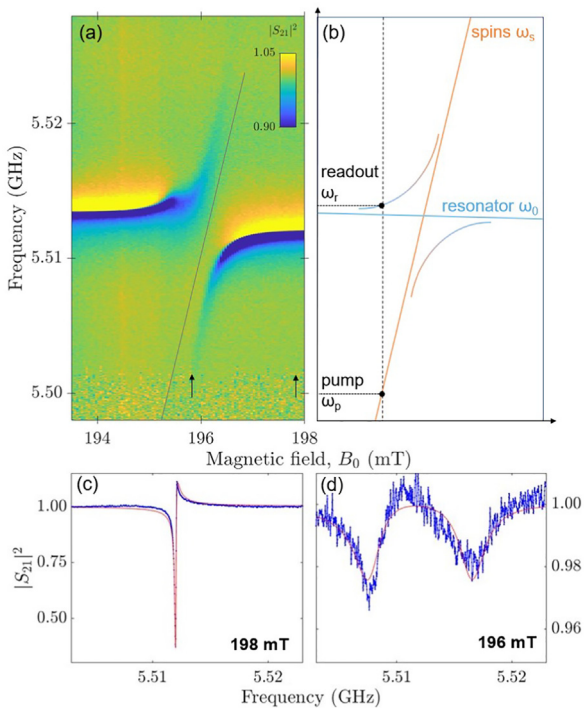 (a)
|S₂₁|²
1.05
0.90
5.52
5.51
5.50
Frequency (GHz)
194
196
198
Magnetic field, B₀ (mT)
(b)
spins ωₛ
readout
ωᵣ
resonator ω₀
pump
ωₚ
(c)
1.00
0.75
0.50
|S₂₁|²
198 mT
5.51
5.52
(d)
1.00
0.98
0.96
196 mT
5.51
5.52
Frequency (GHz)